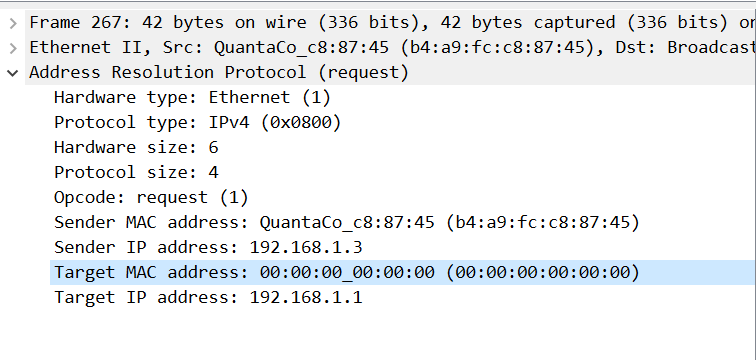 Frame 267: 42 bytes on wire (336 bits), 42 bytes captured (336 bits) on
Ethernet II, Src: QuantaCo_c8:87:45 (b4:a9:fc:c8:87:45), Dst: Broadcast
Address Resolution Protocol (request)
Hardware type: Ethernet (1)
Protocol type: IPv4 (0x0800)
Hardware size: 6
Protocol size: 4
Opcode: request (1)
Sender MAC address: QuantaCo_c8:87:45 (b4:a9:fc:c8:87:45)
Sender IP address: 192.168.1.3
Target MAC address: 00:00:00_00:00:00 (00:00:00:00:00:00)
Target IP address: 192.168.1.1